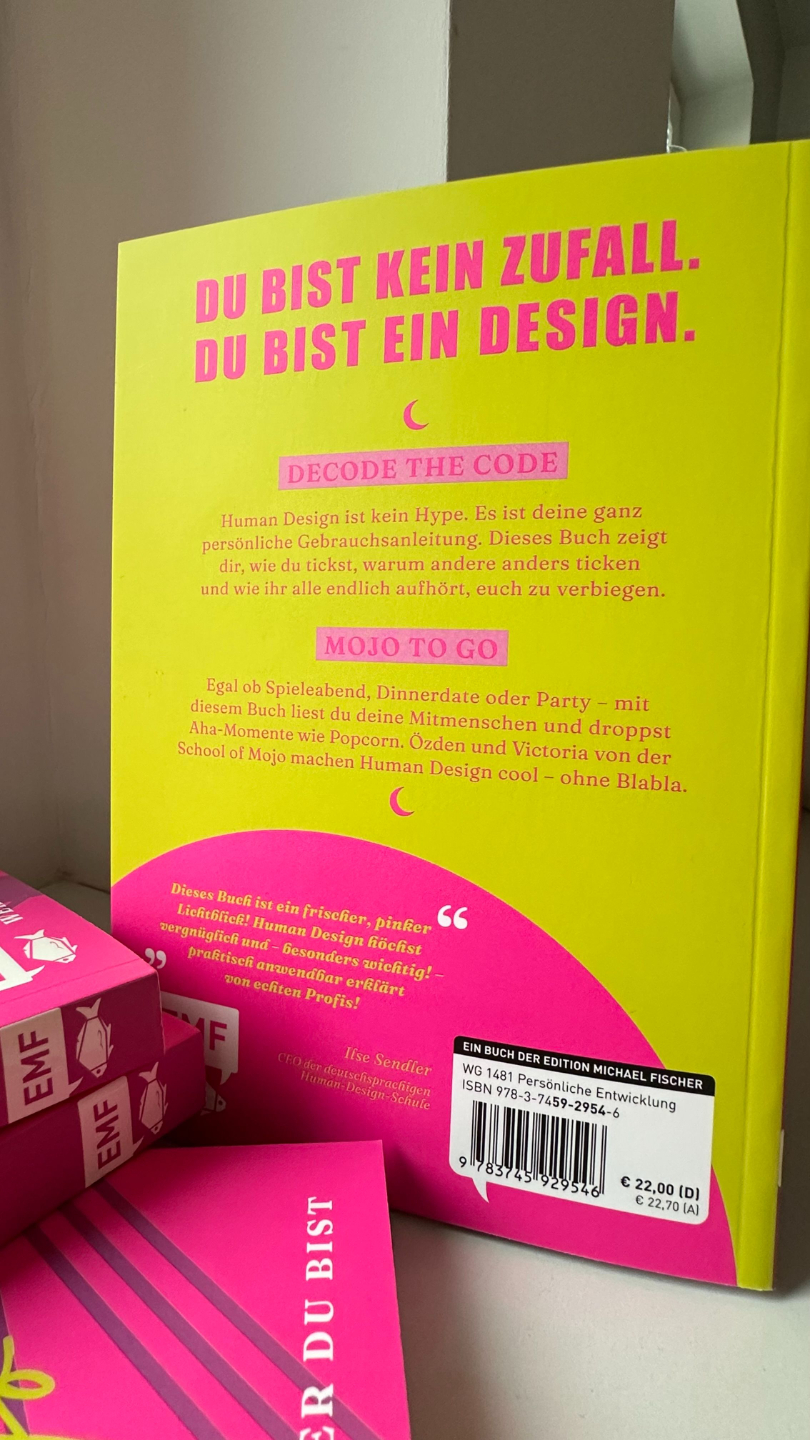 DU BIST KEIN ZUFALL.
DU BIST EIN DESIGN.
DECODE THE CODE
Human Design ist kein Hype. Es ist deine ganz
persönliche Gebrauchsanleitung. Dieses Buch zeigt
dir, wie du tickst, warum andere anders ticken
und wie ihr alle endlich aufhört, euch zu verbiegen.
MOJO TO GO
Egal ob Spieleabend, Dinnerdate oder Party – mit
diesem Buch liest du deine Mitmenschen und droppst
Aha-Momente wie Popcorn. Özden und Victoria von der
School of Mojo machen Human Design cool – ohne Blabla.
Dieses Buch ist ein frischer, pinker “
Lichtblick! Human Design höchst
vergnüglich und – besonders wichtig! –
” praktisch anwendbar erklärt
von echten Profis!
Ilse Sendler
CEO der deutschsprachigen
Human-Design-Schule
EIN BUCH DER EDITION MICHAEL FISCHER
WG 1481 Persönliche Entwicklung
ISBN 978-3-7459-2954-6
9 783745 929546
€ 22,00 (D)
€ 22,70 (A)
EMF
EMF
ER DU BIST